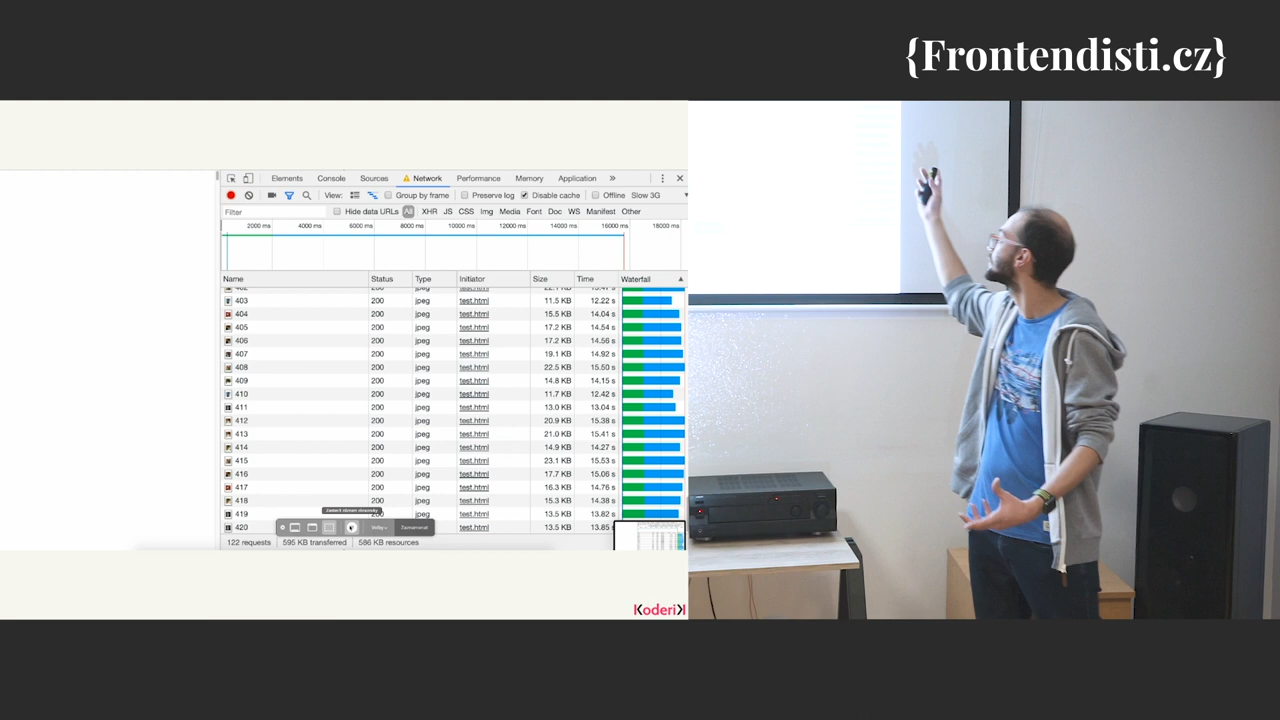 {Frontendisti.cz}
Elements Console Sources Network Performance Memory Application »
View: Group by frame Preserve log Disable cache Offline Slow 3G
Filter Hide data URLs All XHR JS CSS Img Media Font Doc WS Manifest Other
2000 ms 4000 ms 6000 ms 8000 ms 10000 ms 12000 ms 14000 ms 16000 ms 18000 ms
Name Status Type Initiator Size Time Waterfall
403 200 jpeg test.html 11.5 KB 12.22 s
404 200 jpeg test.html 15.5 KB 14.04 s
405 200 jpeg test.html 17.2 KB 14.54 s
406 200 jpeg test.html 17.2 KB 14.56 s
407 200 jpeg test.html 19.1 KB 14.92 s
408 200 jpeg test.html 22.5 KB 15.50 s
409 200 jpeg test.html 14.8 KB 14.15 s
410 200 jpeg test.html 11.7 KB 12.42 s
411 200 jpeg test.html 13.0 KB 13.04 s
412 200 jpeg test.html 20.9 KB 15.38 s
413 200 jpeg test.html 21.0 KB 15.41 s
414 200 jpeg test.html 14.9 KB 14.27 s
415 200 jpeg test.html 23.1 KB 15.53 s
416 200 jpeg test.html 17.7 KB 15.06 s
417 200 jpeg test.html 16.3 KB 14.76 s
418 200 jpeg test.html 15.3 KB 14.38 s
419 200 jpeg test.html 13.5 KB 13.82 s
420 200 jpeg test.html 13.5 KB 13.85 s
Zaznamenat
122 requests 595 KB transferred 586 KB resources
Koderik